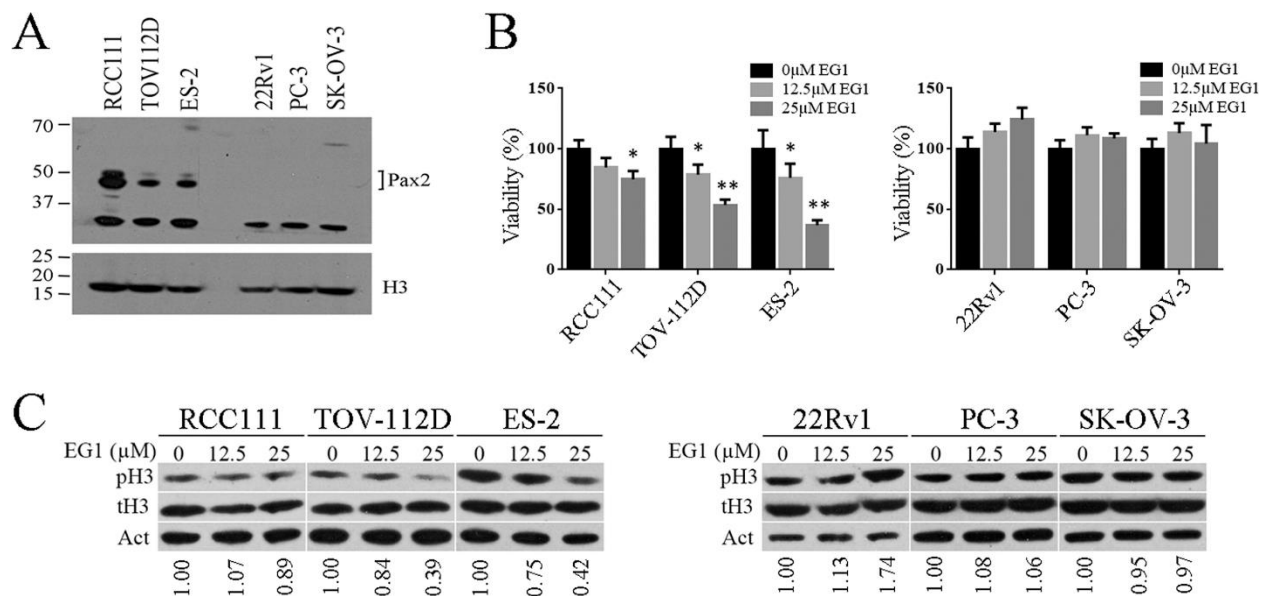 A
RCC111
TOV112D
ES-2
22Rv1
PC-3
SK-OV-3
70
50
37
25
20
15
Pax2
H3
B
Viability (%)
150
100
50
0
0µM EG1
12.5µM EG1
25µM EG1
* * ** * **
RCC111
TOV-112D
ES-2
Viability (%)
150
100
50
0
0µM EG1
12.5µM EG1
25µM EG1
22Rv1
PC-3
SK-OV-3
C
RCC111 TOV-112D ES-2
EG1 (µM) 0 12.5 25 0 12.5 25 0 12.5 25
pH3
tH3
Act
1.00 1.07 0.89 1.00 0.84 0.39 1.00 0.75 0.42
22Rv1 PC-3 SK-OV-3
0 12.5 25 0 12.5 25 0 12.5 25
pH3
tH3
Act
1.00 1.13 1.74 1.00 1.08 1.06 1.00 0.95 0.97